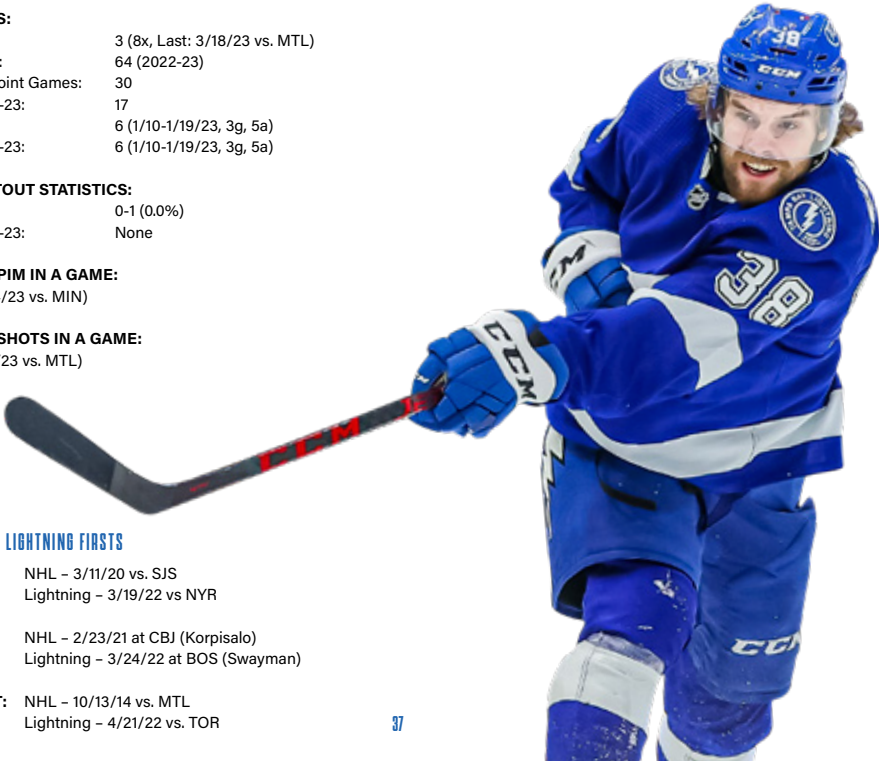 S:
3 (8x, Last: 3/18/23 vs. MTL)
: 64 (2022-23)
oint Games: 30
-23: 17
6 (1/10-1/19/23, 3g, 5a)
-23: 6 (1/10-1/19/23, 3g, 5a)
TOUT STATISTICS:
0-1 (0.0%)
-23: None
PIM IN A GAME:
/23 vs. MIN)
SHOTS IN A GAME:
/23 vs. MTL)
LIGHTNING FIRSTS
NHL – 3/11/20 vs. SJS
Lightning – 3/19/22 vs NYR
NHL – 2/23/21 at CBJ (Korpisalo)
Lightning – 3/24/22 at BOS (Swayman)
T: NHL – 10/13/14 vs. MTL
Lightning – 4/21/22 vs. TOR
37
38
CCM
TAMPA BAY LIGHTNING
38
CCM
CCM
CCM
CCM